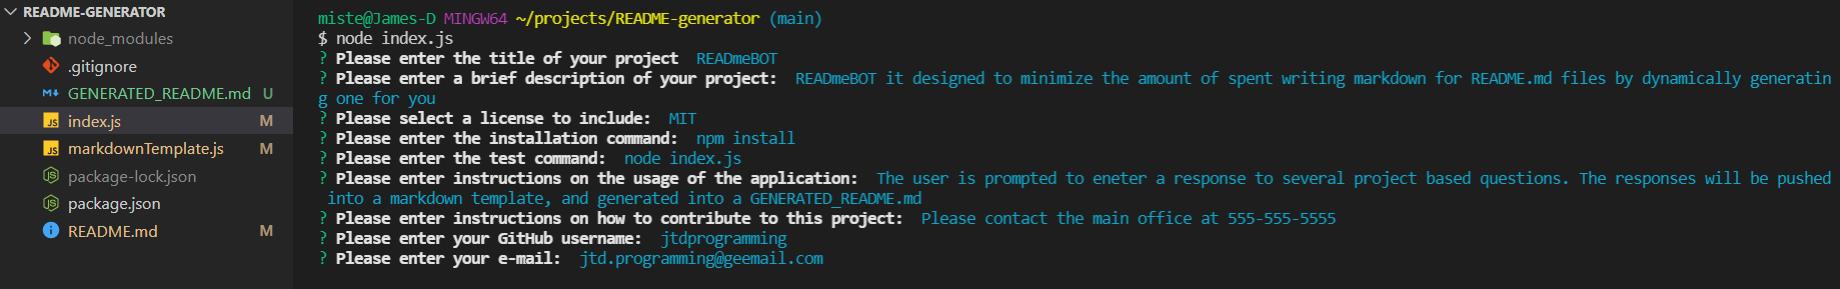 README-GENERATOR
node_modules
.gitignore
GENERATED_README.md U
index.js M
markdownTemplate.js M
package-lock.json
package.json
README.md M
miste@James-D MINGW64 ~/projects/README-generator (main)
$ node index.js
? Please enter the title of your project READmeBOT
? Please enter a brief description of your project: READmeBOT it designed to minimize the amount of spent writing markdown for README.md files by dynamically generatin
g one for you
? Please select a license to include: MIT
? Please enter the installation command: npm install
? Please enter the test command: node index.js
? Please enter instructions on the usage of the application: The user is prompted to eneter a response to several project based questions. The responses will be pushed
into a markdown template, and generated into a GENERATED_README.md
? Please enter instructions on how to contribute to this project: Please contact the main office at 555-555-5555
? Please enter your GitHub username: jtdprogramming
? Please enter your e-mail: jtd.programming@geemail.com